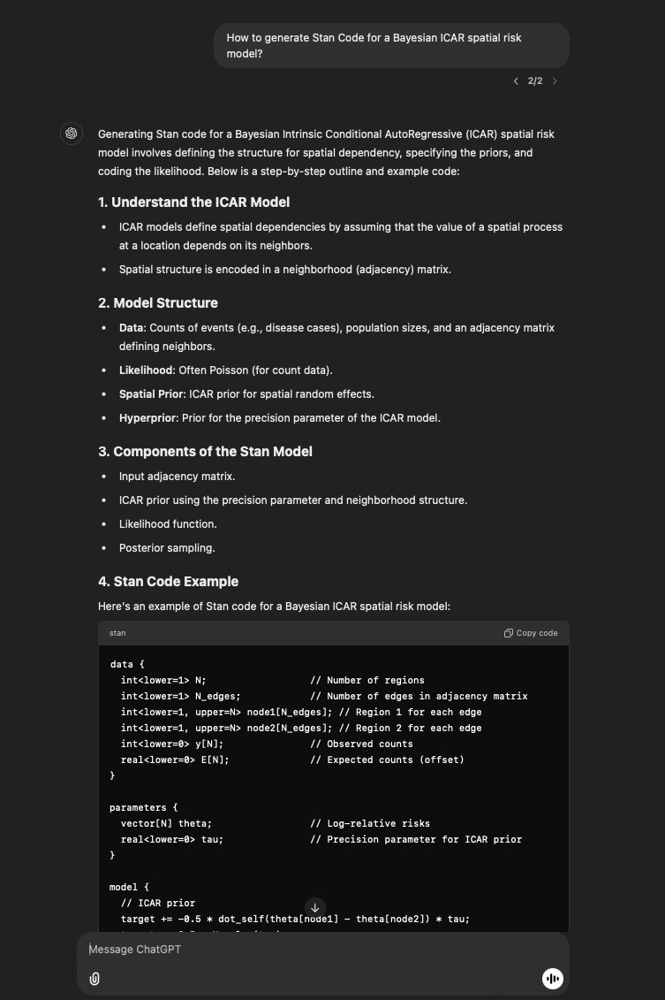 How to generate Stan Code for a Bayesian ICAR spatial risk
model?
2/2
Generating Stan code for a Bayesian Intrinsic Conditional AutoRegressive (ICAR) spatial risk
model involves defining the structure for spatial dependency, specifying the priors, and
coding the likelihood. Below is a step-by-step outline and example code:
1. Understand the ICAR Model
• ICAR models define spatial dependencies by assuming that the value of a spatial process
at a location depends on its neighbors.
• Spatial structure is encoded in a neighborhood (adjacency) matrix.
2. Model Structure
• Data: Counts of events (e.g., disease cases), population sizes, and an adjacency matrix
defining neighbors.
• Likelihood: Often Poisson (for count data).
• Spatial Prior: ICAR prior for spatial random effects.
• Hyperprior: Prior for the precision parameter of the ICAR model.
3. Components of the Stan Model
• Input adjacency matrix.
• ICAR prior using the precision parameter and neighborhood structure.
• Likelihood function.
• Posterior sampling.
4. Stan Code Example
Here's an example of Stan code for a Bayesian ICAR spatial risk model:
stan Copy code
data {
int<lower=1> N; // Number of regions
int<lower=1> N_edges; // Number of edges in adjacency matrix
int<lower=1, upper=N> node1[N_edges]; // Region 1 for each edge
int<lower=1, upper=N> node2[N_edges]; // Region 2 for each edge
int<lower=0> y[N]; // Observed counts
real<lower=0> E[N]; // Expected counts (offset)
}
parameters {
vector[N] theta; // Log-relative risks
real<lower=0> tau; // Precision parameter for ICAR prior
}
model {
// ICAR prior
target += -0.5 * dot_self(theta[node1] - theta[node2]) * tau;
Message ChatGPT